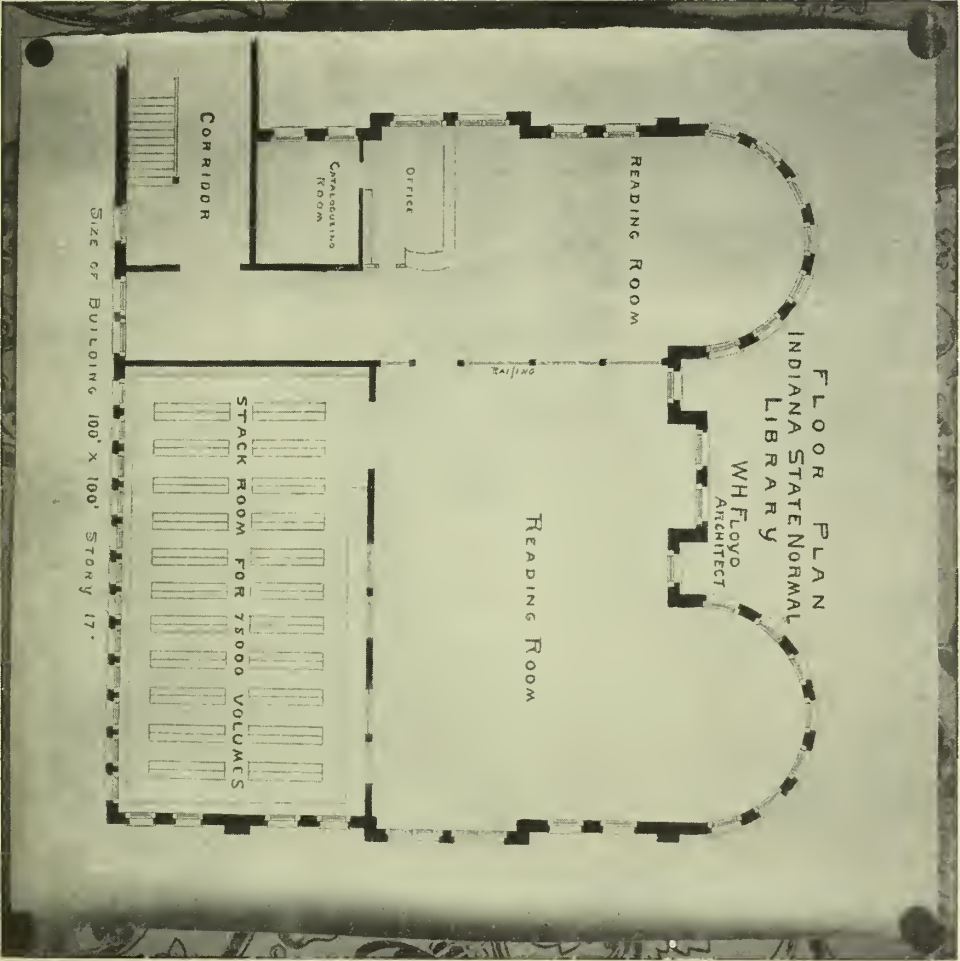 FLOOR PLAN
INDIANA STATE NORMAL
LIBRARY
WH FLOYD
ARCHITECT
READING ROOM
READING ROOM
RAILING
OFFICE
CATALOGUING
ROOM
CORRIDOR
STACK ROOM FOR 75000 VOLUMES
SIZE OF BUILDING 100' X 100' STORY 17'